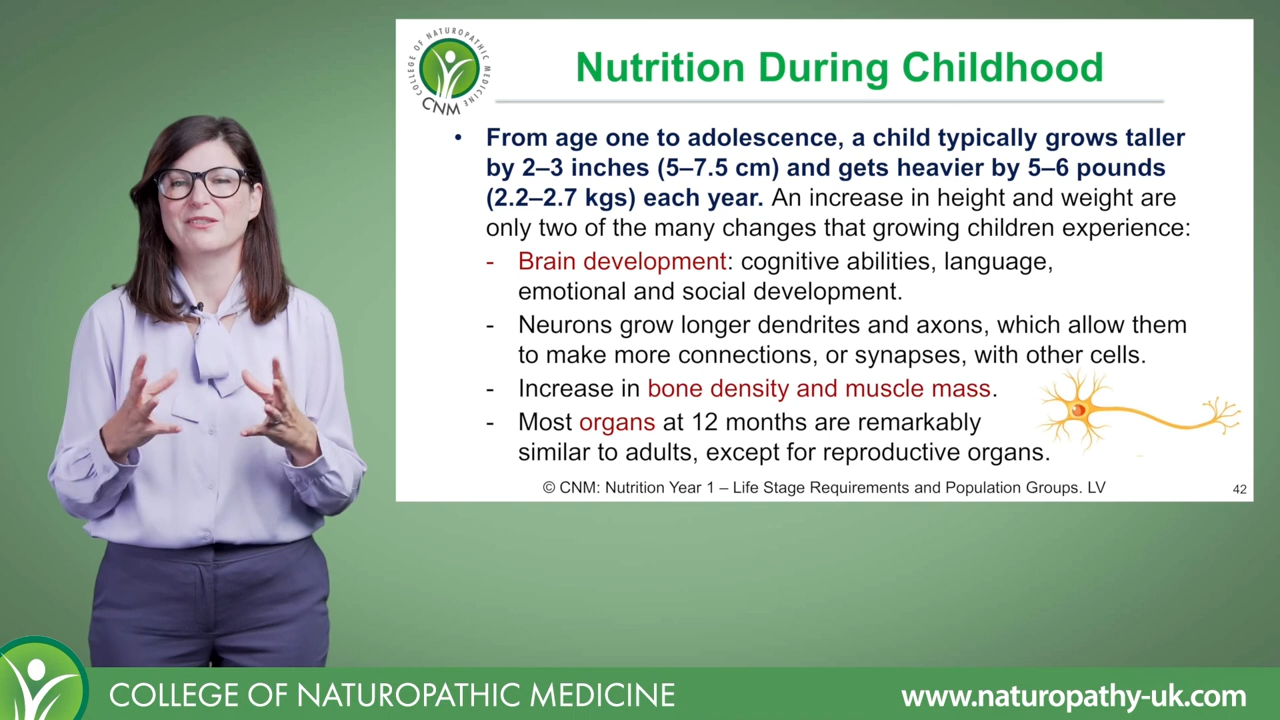 COLLEGE OF NATUROPATHIC MEDICINE
CNM
Nutrition During Childhood
• From age one to adolescence, a child typically grows taller
by 2–3 inches (5–7.5 cm) and gets heavier by 5–6 pounds
(2.2–2.7 kgs) each year. An increase in height and weight are
only two of the many changes that growing children experience:
- Brain development: cognitive abilities, language,
emotional and social development.
- Neurons grow longer dendrites and axons, which allow them
to make more connections, or synapses, with other cells.
- Increase in bone density and muscle mass.
- Most organs at 12 months are remarkably
similar to adults, except for reproductive organs.
© CNM: Nutrition Year 1 – Life Stage Requirements and Population Groups. LV
42
COLLEGE OF NATUROPATHIC MEDICINE
www.naturopathy-uk.com